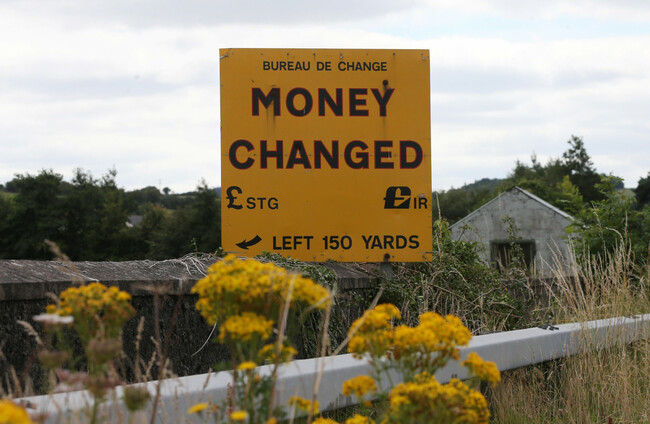 BUREAU DE CHANGE
MONEY
CHANGED
£STG £IR
LEFT 150 YARDS